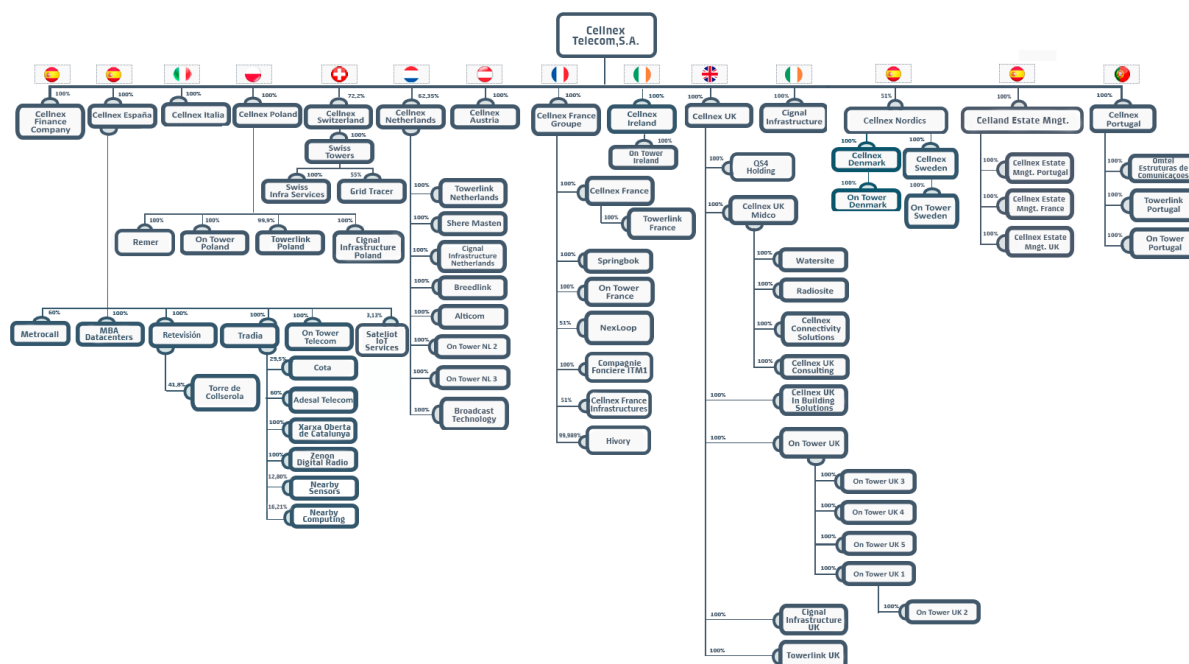 Cellnex
Telecom,S.A.
100%
100%
100%
100%
72,2%
62,35%
100%
100%
100%
100%
100%
51%
100%
100%
Cellnex
Finance
Company
Cellnex España
Cellnex Italia
Cellnex Poland
Cellnex
Switzerland
Cellnex
Netherlands
Cellnex
Austria
Cellnex France
Groupe
Cellnex
Ireland
Cellnex UK
Cignal
Infrastructure
Cellnex Nordics
Celland Estate Mngt.
Cellnex
Portugal
100%
Swiss
Towers
100%
Swiss
Infra Services
55%
Grid Tracer
100%
Remer
100%
On Tower
Poland
99,9%
Towerlink
Poland
100%
Cignal
Infrastructure
Poland
60%
Metrocall
100%
MBA
Datacenters
100%
Retevisión
100%
Tradia
100%
On Tower
Telecom
3,13%
Sateliot
IoT
Services
41,8%
Torre de
Collserola
29,5%
Cota
60%
Adesal Telecom
100%
Xarxa Oberta
de Catalunya
100%
Zenon
Digital Radio
12,80%
Nearby
Sensors
16,21%
Nearby
Computing
100%
Towerlink
Netherlands
100%
Shere Masten
100%
Cignal
Infrastructure
Netherlands
100%
Breedlink
100%
Alticom
100%
On Tower NL 2
100%
On Tower NL 3
100%
Broadcast
Technology
100%
Cellnex France
100%
Towerlink
France
100%
Springbok
100%
On Tower
France
51%
NexLoop
100%
Compagnie
Fonciere ITM1
51%
Cellnex France
Infrastructures
99,989%
Hivory
100%
On Tower
Ireland
100%
QS4
Holding
100%
Cellnex UK
Midco
100%
Watersite
100%
Radiosite
100%
Cellnex
Connectivity
Solutions
100%
Cellnex UK
Consulting
100%
Cellnex UK
In Building
Solutions
100%
On Tower UK
100%
On Tower UK 3
100%
On Tower UK 4
100%
On Tower UK 5
100%
On Tower UK 1
100%
On Tower UK 2
100%
Cignal
Infrastructure
UK
100%
Towerlink UK
100%
Cellnex
Denmark
100%
On Tower
Denmark
100%
Cellnex
Sweden
100%
On Tower
Sweden
100%
Cellnex Estate
Mngt. Portugal
100%
Cellnex Estate
Mngt. France
100%
Cellnex Estate
Mngt. UK
100%
Omtel
Estruturas de
Comunicaçoes
100%
Towerlink
Portugal
100%
On Tower
Portugal